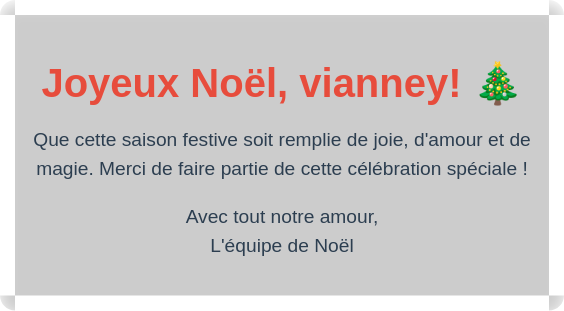 Joyeux Noël, vianney! 🎄
Que cette saison festive soit remplie de joie, d'amour et de
magie. Merci de faire partie de cette célébration spéciale !
Avec tout notre amour,
L'équipe de Noël